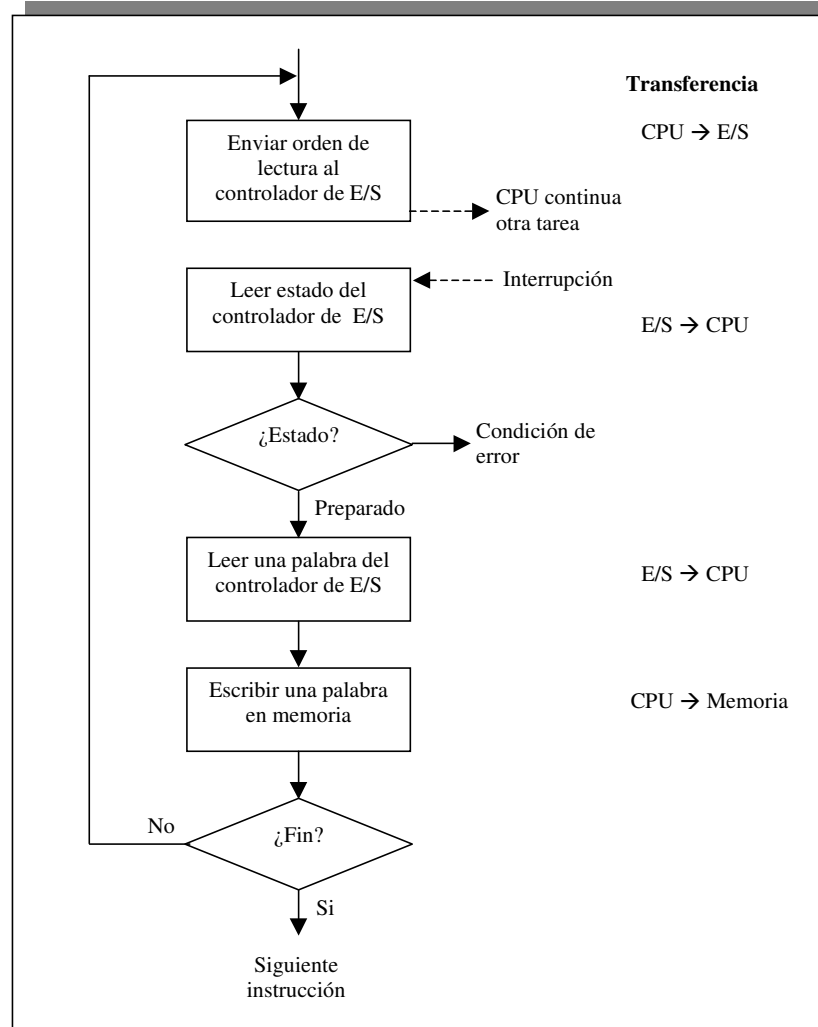 Transferencia
Enviar orden de
lectura al
controlador de E/S
CPU → E/S
CPU continua
otra tarea
Interrupción
Leer estado del
controlador de E/S
E/S → CPU
¿Estado?
Condición de
error
Preparado
Leer una palabra del
controlador de E/S
E/S → CPU
Escribir una palabra
en memoria
CPU → Memoria
¿Fin?
No
Si
Siguiente
instrucción